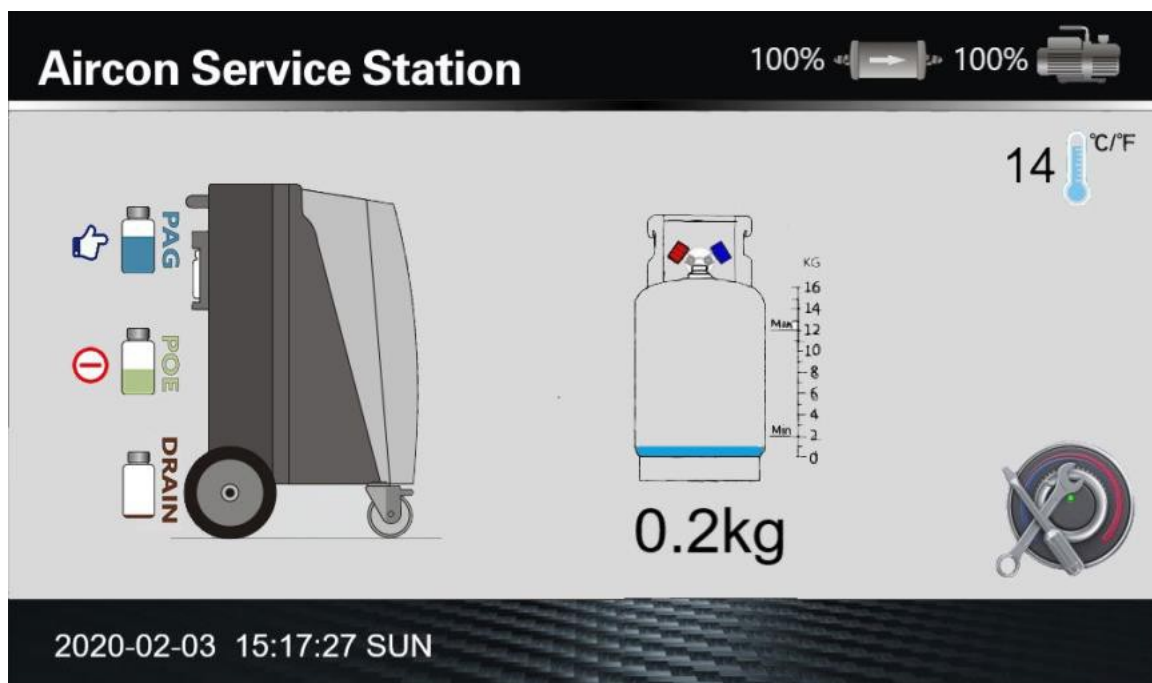 Aircon Service Station
100%
100%
14
°C/°F
PAG
POE
DRAIN
KG
16
14
Max
12
10
8
6
4
Min
2
0
0.2kg
2020-02-03 15:17:27 SUN